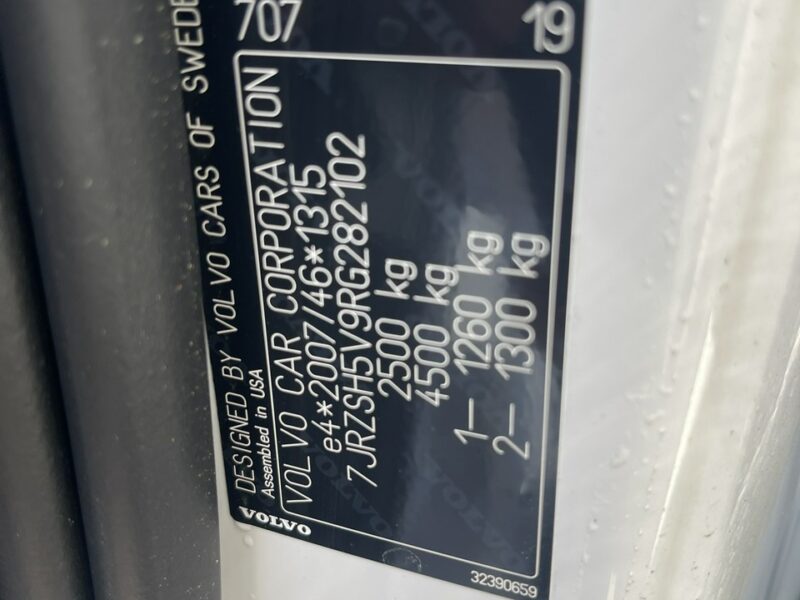 DESIGNED BY VOLVO CARS OF SWEDE
Assembled in USA
VOLVO
707
19
VOLVO CAR CORPORATION
e4*2007/46*1315
7JRZSH5V9RG282102
2500 kg
4500 kg
1– 1260 kg
2– 1300 kg
32390659